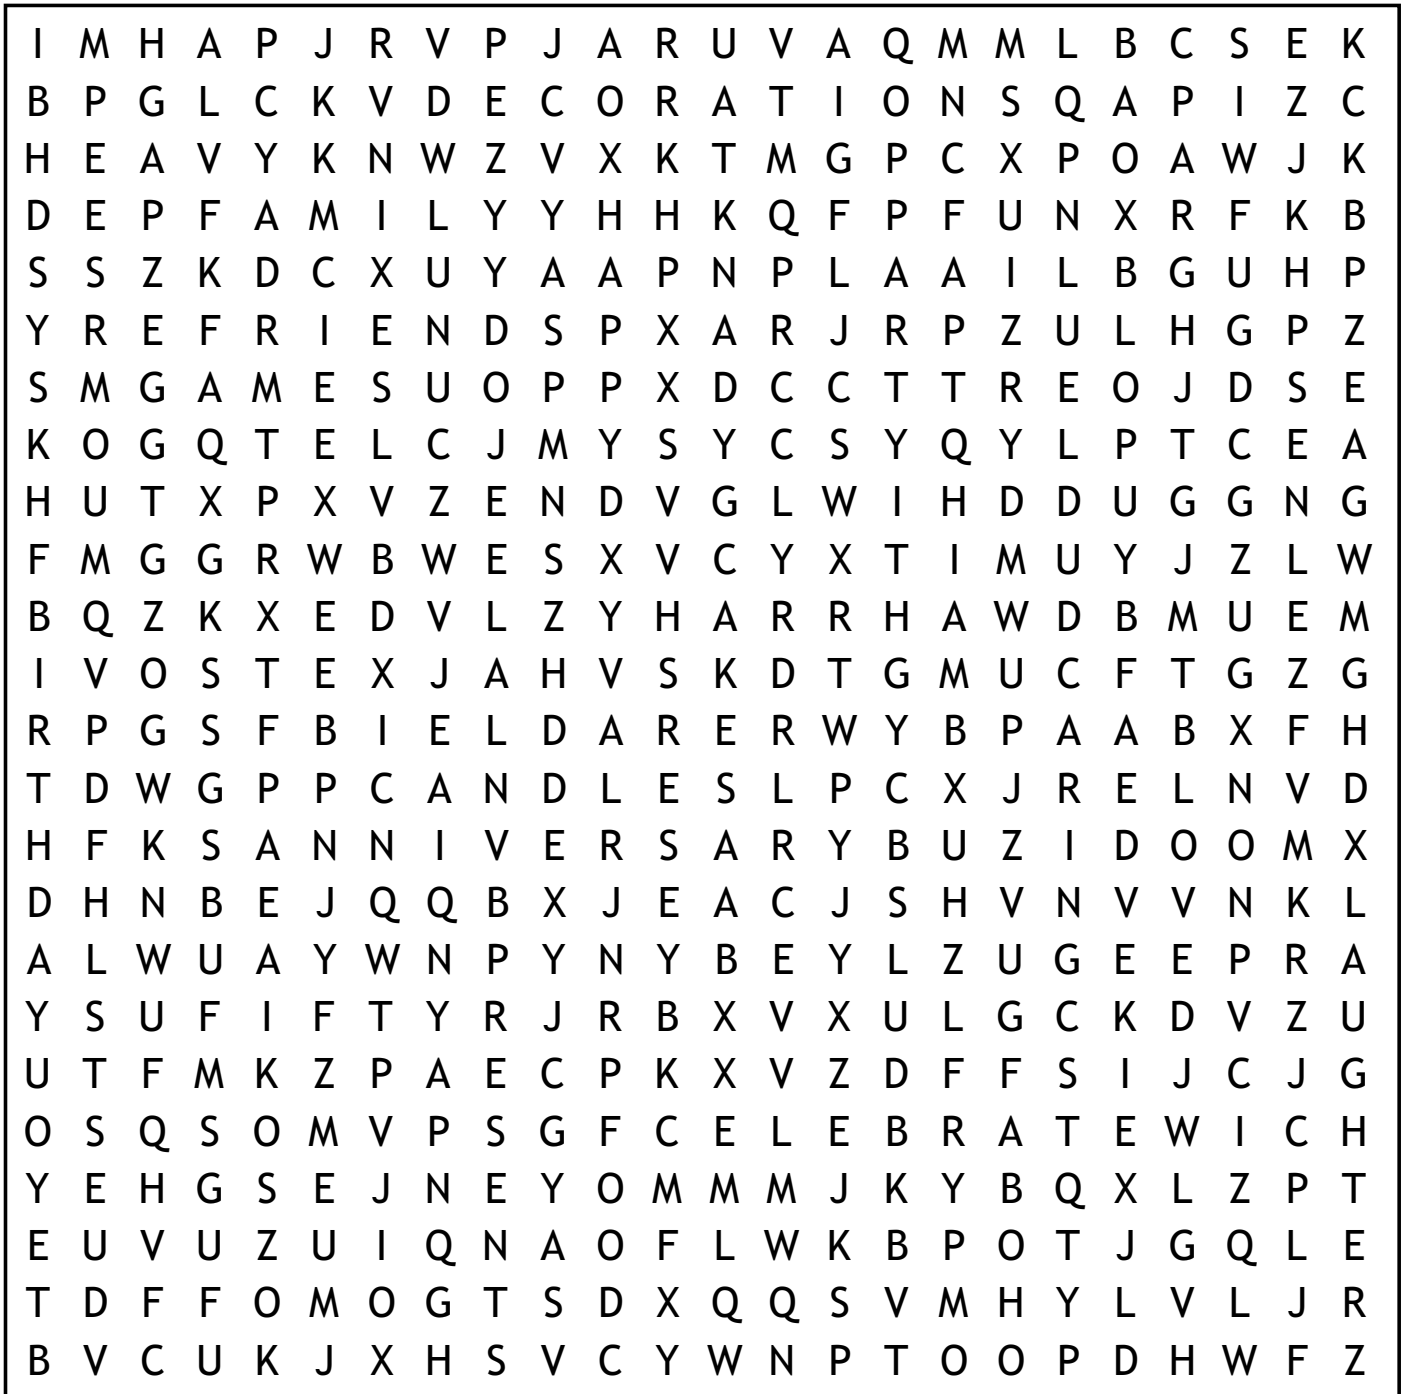 I M H A P J R V P J A R U V A Q M M L B C S E K
B P G L C K V D E C O R A T I O N S Q A P I Z C
H E A V Y K N W Z V X K T M G P C X P O A W J K
D E P F A M I L Y Y H H K Q F P F U N X R F K B
S S Z K D C X U Y A A P N P L A A I L B G U H P
Y R E F R I E N D S P X A R J R P Z U L H G P Z
S M G A M E S U O P P X D C C T T R E O J D S E
K O G Q T E L C J M Y S Y C S Y Q Y L P T C E A
H U T X P X V Z E N D V G L W I H D D U G G N G
F M G G R W B W E S X V C Y X T I M U Y J Z L W
B Q Z K X E D V L Z Y H A R R H A W D B M U E M
I V O S T E X J A H V S K D T G M U C F T G Z G
R P G S F B I E L D A R E R W Y B P A A B X F H
T D W G P P C A N D L E S L P C X J R E L N V D
H F K S A N N I V E R S A R Y B U Z I D O O M X
D H N B E J Q Q B X J E A C J S H V N V V N K L
A L W U A Y W N P Y N Y B E Y L Z U G E E P R A
Y S U F I F T Y R J R B X V X U L G C K D V Z U
U T F M K Z P A E C P K X V Z D F F S I J C J G
O S Q S O M V P S G F C E L E B R A T E W I C H
Y E H G S E J N E Y O M M M J K Y B Q X L Z P T
E U V U Z U I Q N A O F L W K B P O T J G Q L E
T D F F O M O G T S D X Q Q S V M H Y L V L J R
B V C U K J X H S V C Y W N P T O O P D H W F Z